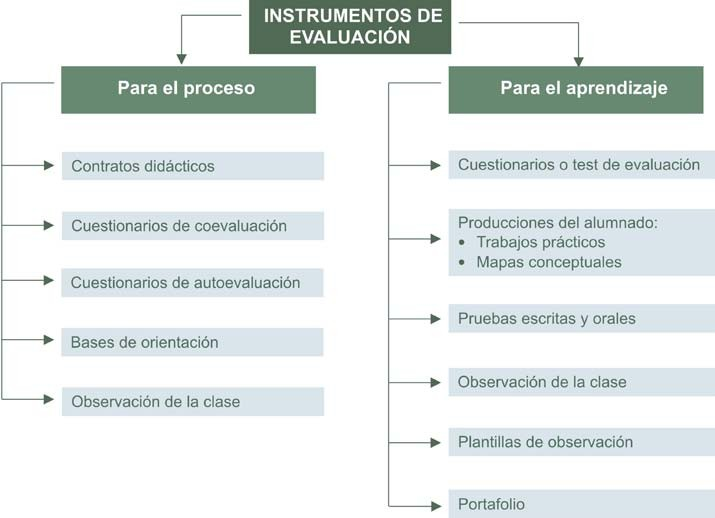 INSTRUMENTOS DE
EVALUACIÓN
Para el proceso
Contratos didácticos
Cuestionarios de coevaluación
Cuestionarios de autoevaluación
Bases de orientación
Observación de la clase
Para el aprendizaje
Cuestionarios o test de evaluación
Producciones del alumnado:
• Trabajos prácticos
• Mapas conceptuales
Pruebas escritas y orales
Observación de la clase
Plantillas de observación
Portafolio